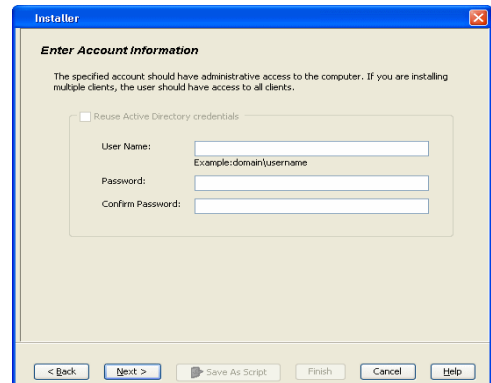 Installer
Enter Account Information
The specified account should have administrative access to the computer. If you are installing
multiple clients, the user should have access to all clients.
Reuse Active Directory credentials
User Name:
Example:domain\username
Password:
Confirm Password:
< Back Next > Save As Script Finish Cancel Help